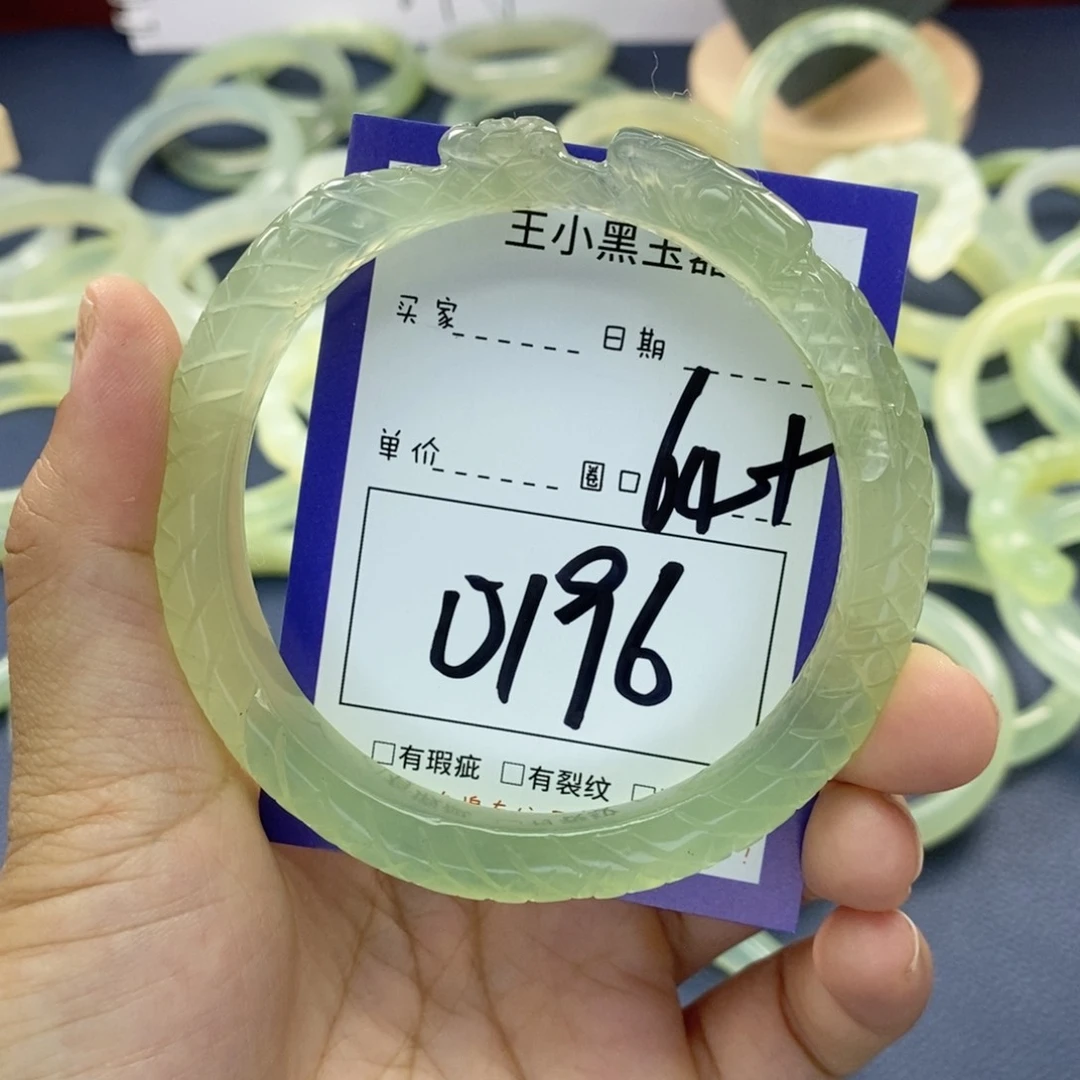 王小黑玉器
买家 日期
单价 圈口 64+
0196
□有瑕疵 □有裂纹 □